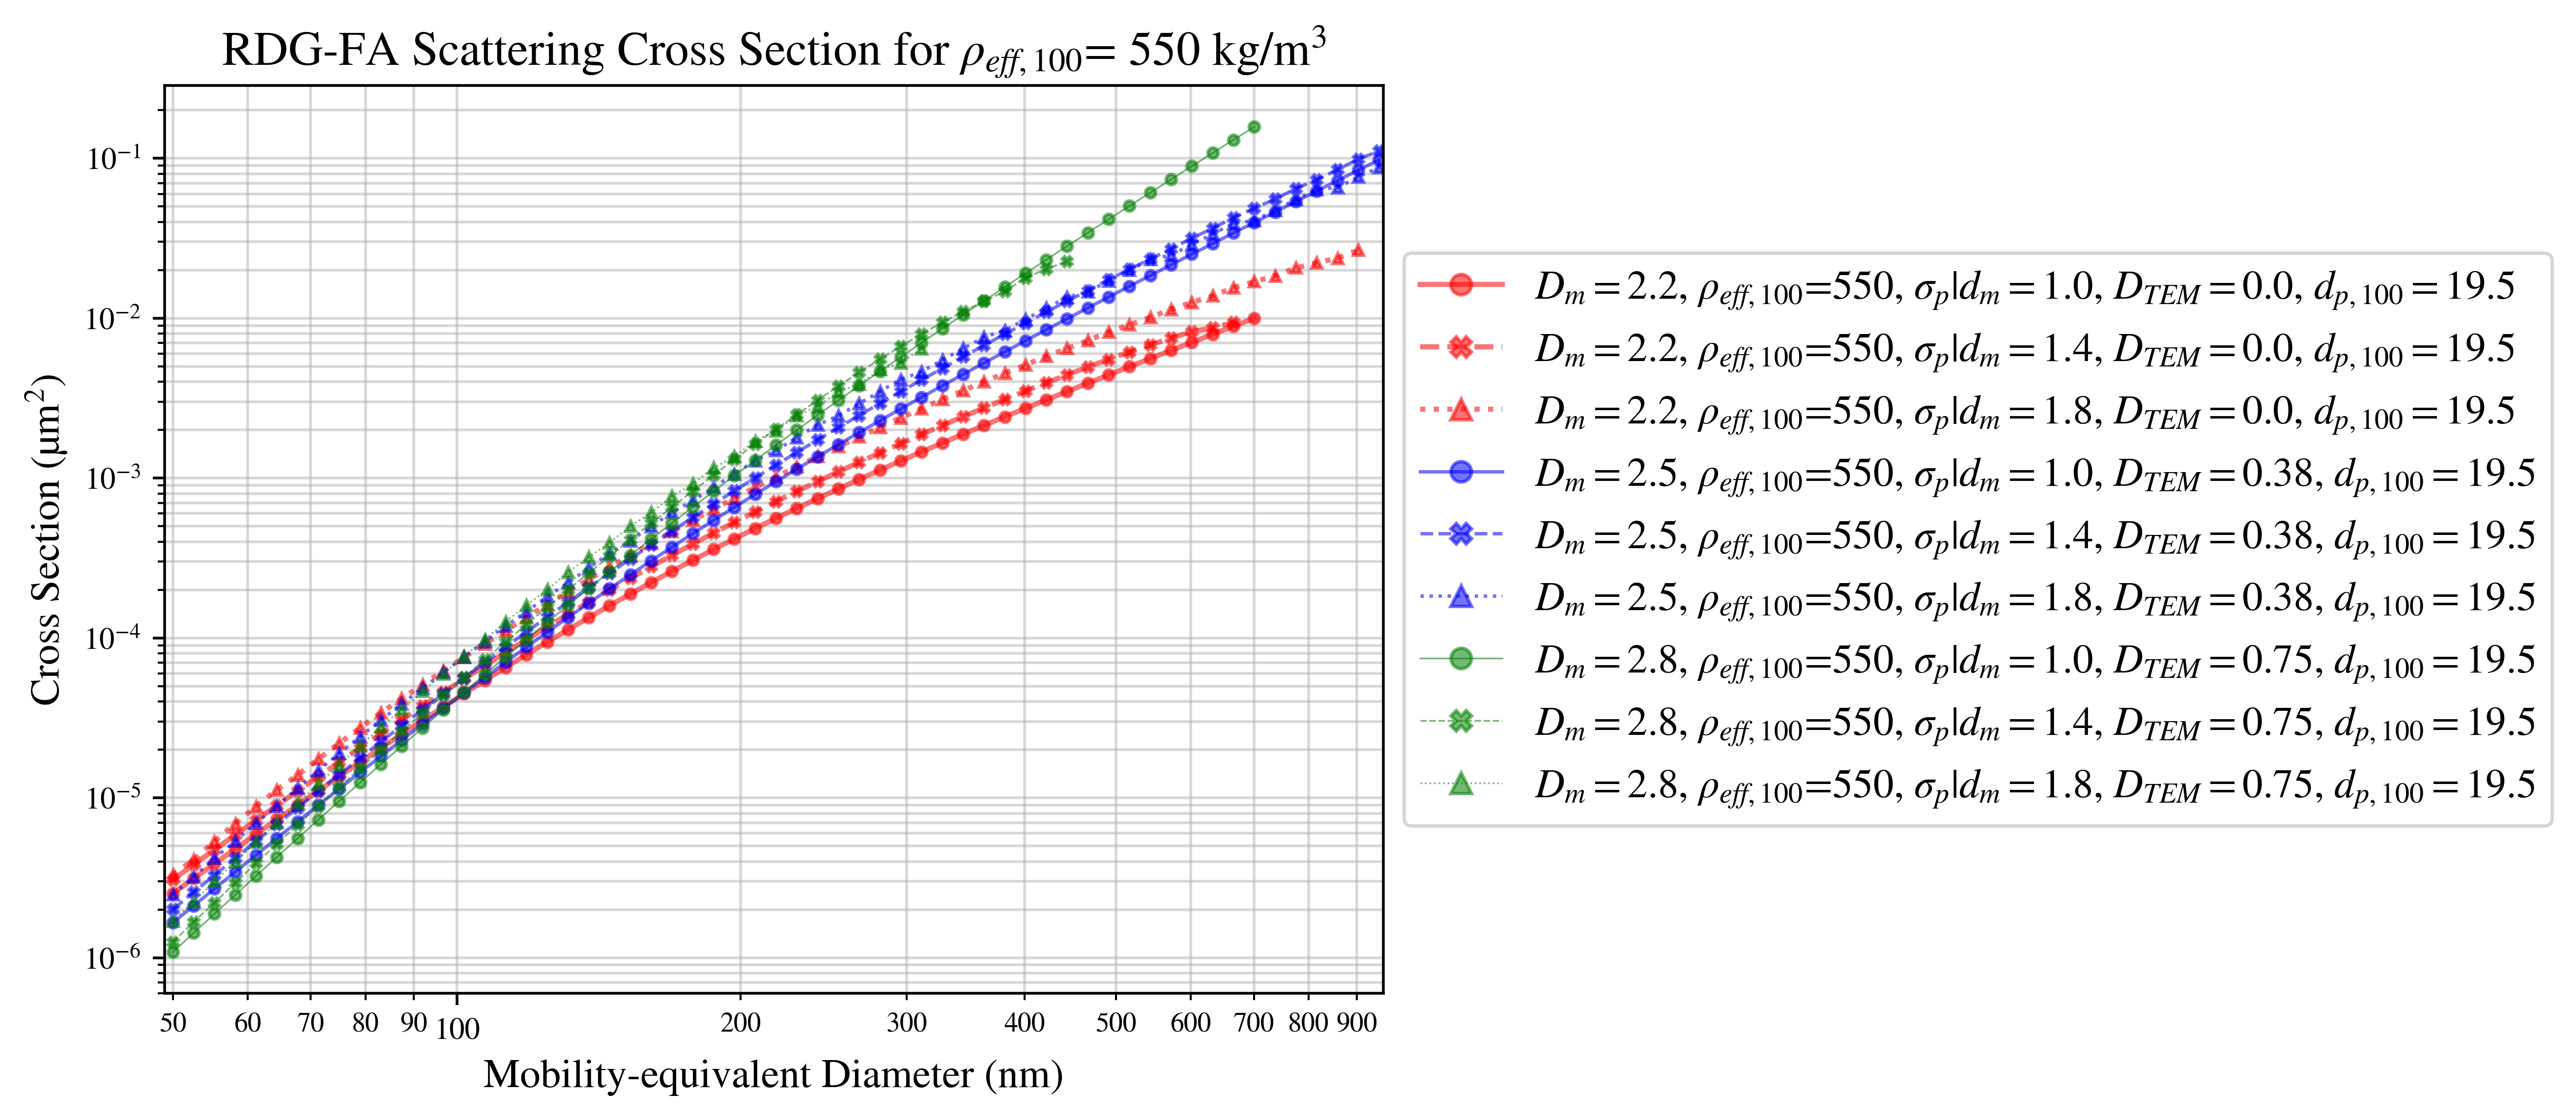 RDG-FA Scattering Cross Section for ρeff,100= 550 kg/m³
Cross Section (μm²)
10⁻¹
10⁻²
10⁻³
10⁻⁴
10⁻⁵
10⁻⁶
50 60 70 80 90 100 200 300 400 500 600 700 800 900
Mobility-equivalent Diameter (nm)
Dm = 2.2, ρeff,100=550, σp|dm = 1.0, DTEM = 0.0, dp,100 = 19.5
Dm = 2.2, ρeff,100=550, σp|dm = 1.4, DTEM = 0.0, dp,100 = 19.5
Dm = 2.2, ρeff,100=550, σp|dm = 1.8, DTEM = 0.0, dp,100 = 19.5
Dm = 2.5, ρeff,100=550, σp|dm = 1.0, DTEM = 0.38, dp,100 = 19.5
Dm = 2.5, ρeff,100=550, σp|dm = 1.4, DTEM = 0.38, dp,100 = 19.5
Dm = 2.5, ρeff,100=550, σp|dm = 1.8, DTEM = 0.38, dp,100 = 19.5
Dm = 2.8, ρeff,100=550, σp|dm = 1.0, DTEM = 0.75, dp,100 = 19.5
Dm = 2.8, ρeff,100=550, σp|dm = 1.4, DTEM = 0.75, dp,100 = 19.5
Dm = 2.8, ρeff,100=550, σp|dm = 1.8, DTEM = 0.75, dp,100 = 19.5